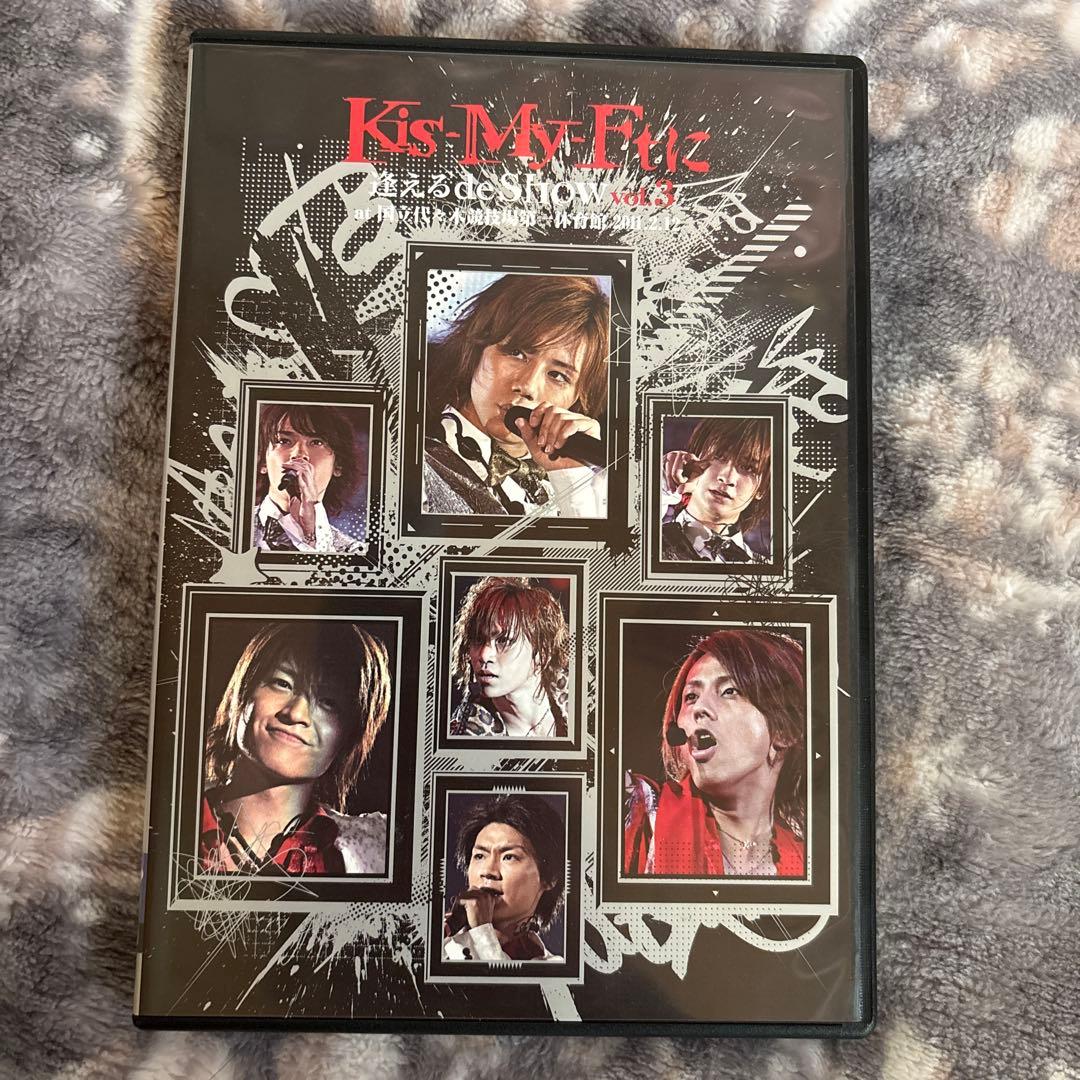 Kis-My-Ftに
逢えるde Show vol.3
at 国立代々木競技場第一体育館 2011.2.12